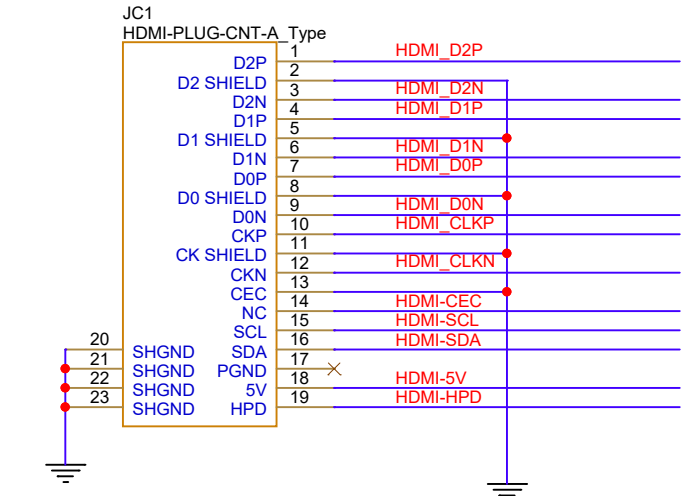 JC1
HDMI-PLUG-CNT-A_Type
D2P 1 HDMI_D2P
D2 SHIELD 2
D2N 3 HDMI_D2N
D1P 4 HDMI_D1P
D1 SHIELD 5
D1N 6 HDMI_D1N
D0P 7 HDMI_D0P
D0 SHIELD 8
D0N 9 HDMI_D0N
CKP 10 HDMI_CLKP
CK SHIELD 11
CKN 12 HDMI_CLKN
CEC 13
NC 14 HDMI-CEC
SCL 15 HDMI-SCL
20 SHGND SDA 16 HDMI-SDA
21 SHGND PGND 17
22 SHGND 5V 18 HDMI-5V
23 SHGND HPD 19 HDMI-HPD